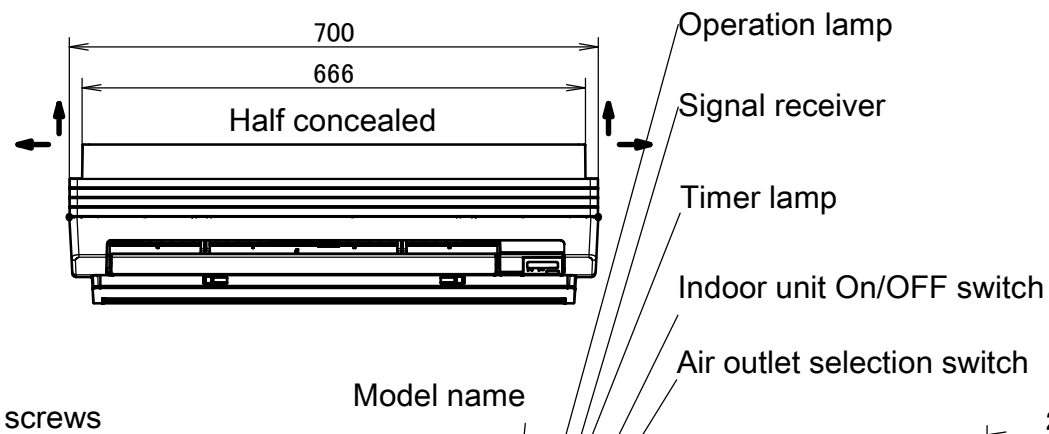 700
Operation lamp
666
Half concealed
Signal receiver
Timer lamp
Indoor unit On/OFF switch
Air outlet selection switch
Model name
screws